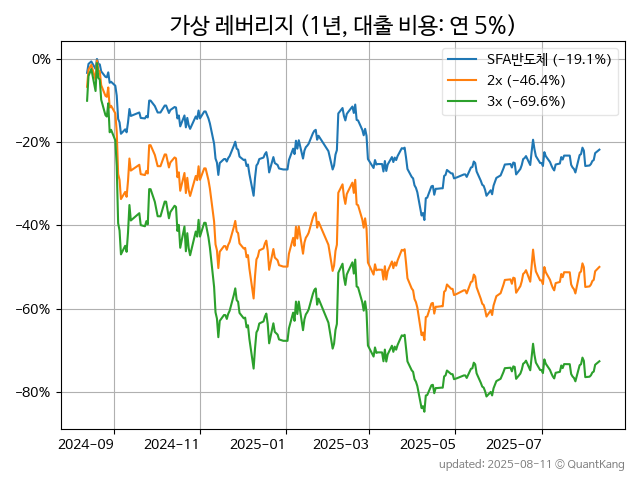 가상 레버리지 (1년, 대출 비용: 연 5%)
SFA반도체 (−19.1%)
2x (−46.4%)
3x (−69.6%)
0%
−20%
−40%
−60%
−80%
2024-09 2024-11 2025-01 2025-03 2025-05 2025-07
updated: 2025-08-11 © QuantKang